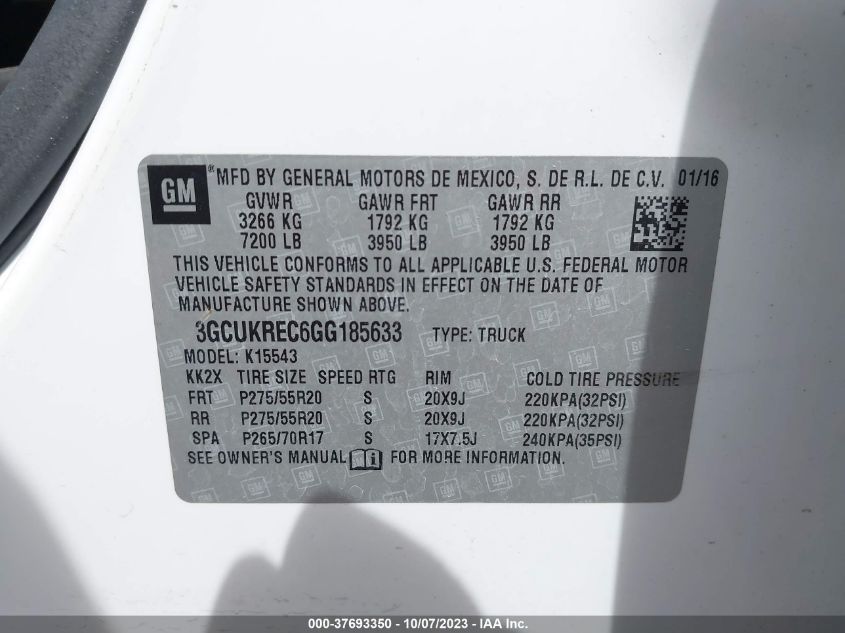 GM ® MFD BY GENERAL MOTORS DE MEXICO, S. DE R.L. DE C.V. 01/16
GVWR GAWR FRT GAWR RR
3266 KG 1792 KG 1792 KG
7200 LB 3950 LB 3950 LB
THIS VEHICLE CONFORMS TO ALL APPLICABLE U.S. FEDERAL MOTOR
VEHICLE SAFETY STANDARDS IN EFFECT ON THE DATE OF
MANUFACTURE SHOWN ABOVE.
3GCUKREC6GG185633 TYPE: TRUCK
MODEL: K15543
KK2X TIRE SIZE SPEED RTG RIM COLD TIRE PRESSURE
FRT P275/55R20 S 20X9J 220KPA(32PSI)
RR P275/55R20 S 20X9J 220KPA(32PSI)
SPA P265/70R17 S 17X7.5J 240KPA(35PSI)
SEE OWNER'S MANUAL FOR MORE INFORMATION.
000-37693350 - 10/07/2023 - IAA Inc.